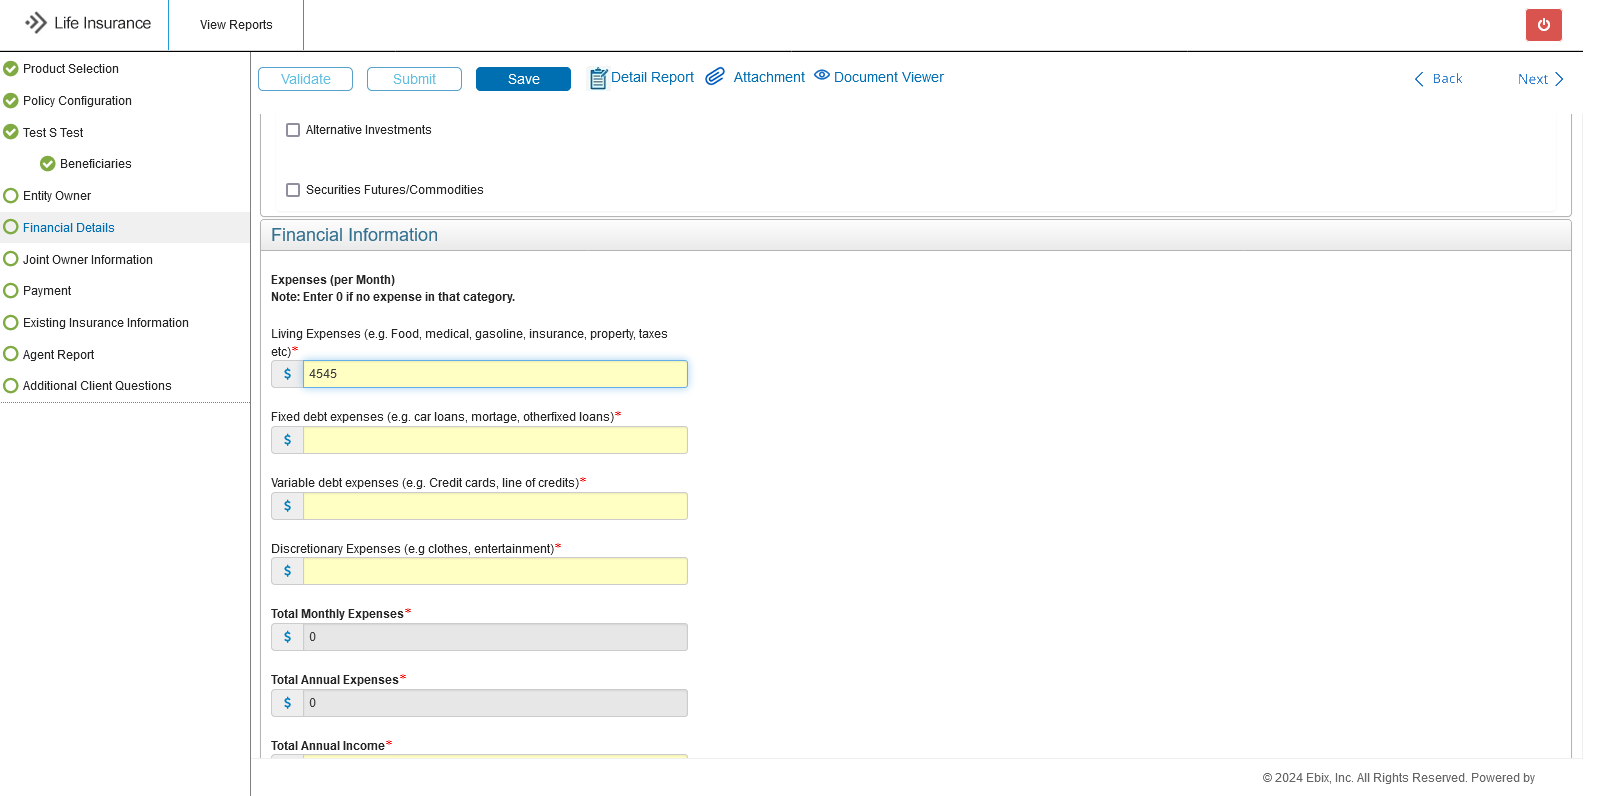 Life Insurance
View Reports
Product Selection
Policy Configuration
Test S Test
Beneficiaries
Entity Owner
Financial Details
Joint Owner Information
Payment
Existing Insurance Information
Agent Report
Additional Client Questions
Validate
Submit
Save
Detail Report
Attachment
Document Viewer
Back
Next
Alternative Investments
Securities Futures/Commodities
Financial Information
Expenses (per Month)
Note: Enter 0 if no expense in that category.
Living Expenses (e.g. Food, medical, gasoline, insurance, property, taxes
etc)*
$ 4545
Fixed debt expenses (e.g. car loans, mortage, otherfixed loans)*
$
Variable debt expenses (e.g. Credit cards, line of credits)*
$
Discretionary Expenses (e.g clothes, entertainment)*
$
Total Monthly Expenses*
$ 0
Total Annual Expenses*
$ 0
Total Annual Income*
© 2024 Ebix, Inc. All Rights Reserved. Powered by